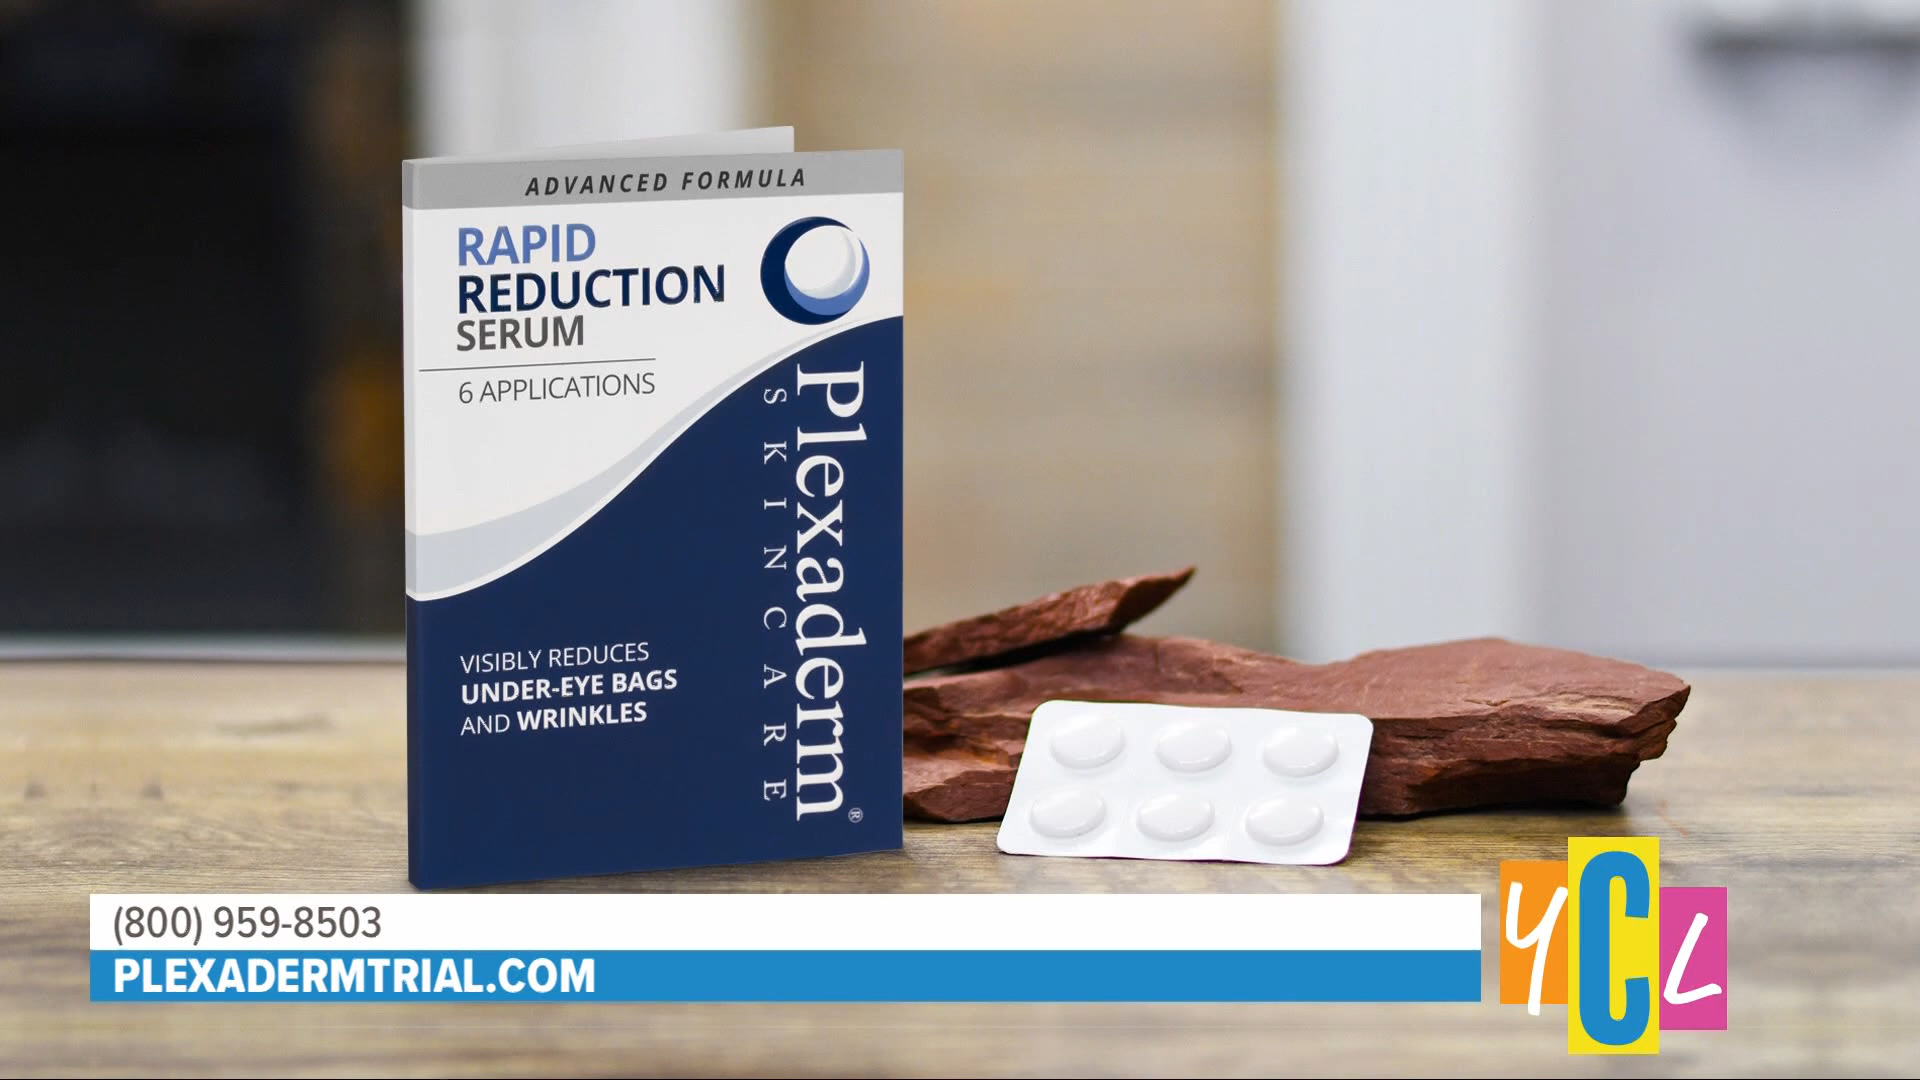 ADVANCED FORMULA
RAPID
REDUCTION
SERUM
6 APPLICATIONS
Plexaderm®
SKINCARE
VISIBLY REDUCES
UNDER-EYE BAGS
AND WRINKLES
(800) 959-8503
PLEXADERMTRIAL.COM
YCL